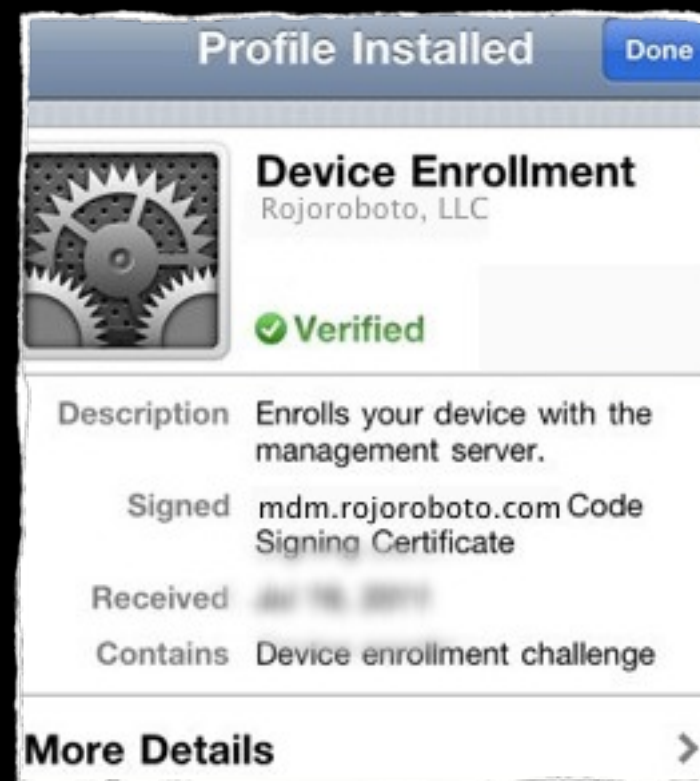 Profile Installed
Done
Device Enrollment
Rojoroboto, LLC
Verified
Description Enrolls your device with the
management server.
Signed mdm.rojoroboto.com Code
Signing Certificate
Received
Contains Device enrollment challenge
More Details